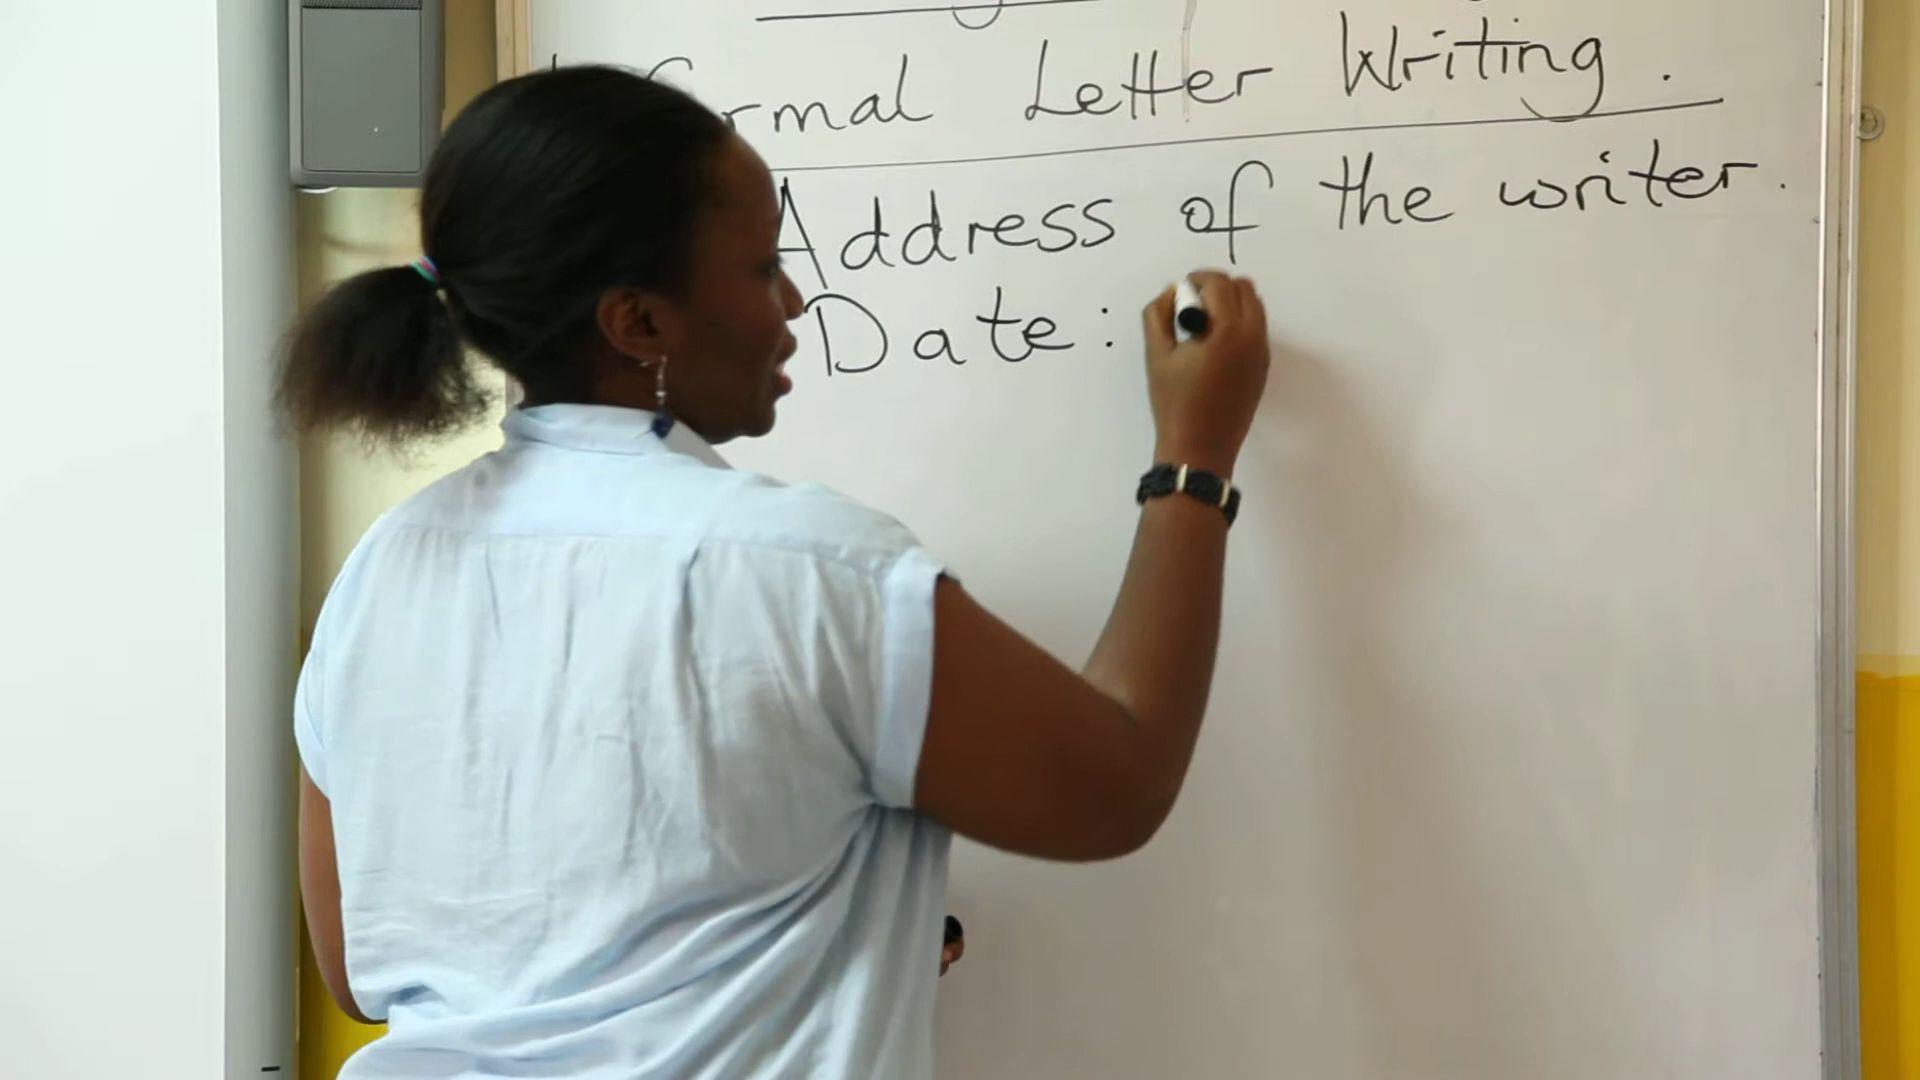 Letter Writing.
Address of the writer.
Date: